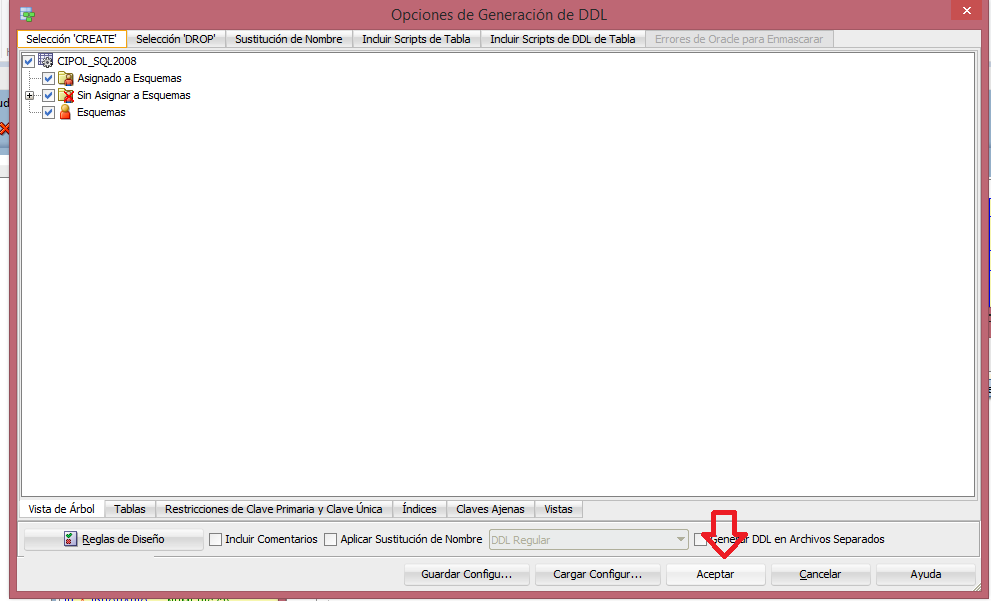 Opciones de Generación de DDL
Selección 'CREATE' Selección 'DROP' Sustitución de Nombre Incluir Scripts de Tabla Incluir Scripts de DDL de Tabla Errores de Oracle para Enmascarar
CIPOL_SQL2008
Asignado a Esquemas
Sin Asignar a Esquemas
Esquemas
Vista de Árbol Tablas Restricciones de Clave Primaria y Clave Única Índices Claves Ajenas Vistas
Reglas de Diseño Incluir Comentarios Aplicar Sustitución de Nombre DDL Regular Generar DDL en Archivos Separados
Guardar Configu... Cargar Configur... Aceptar Cancelar Ayuda